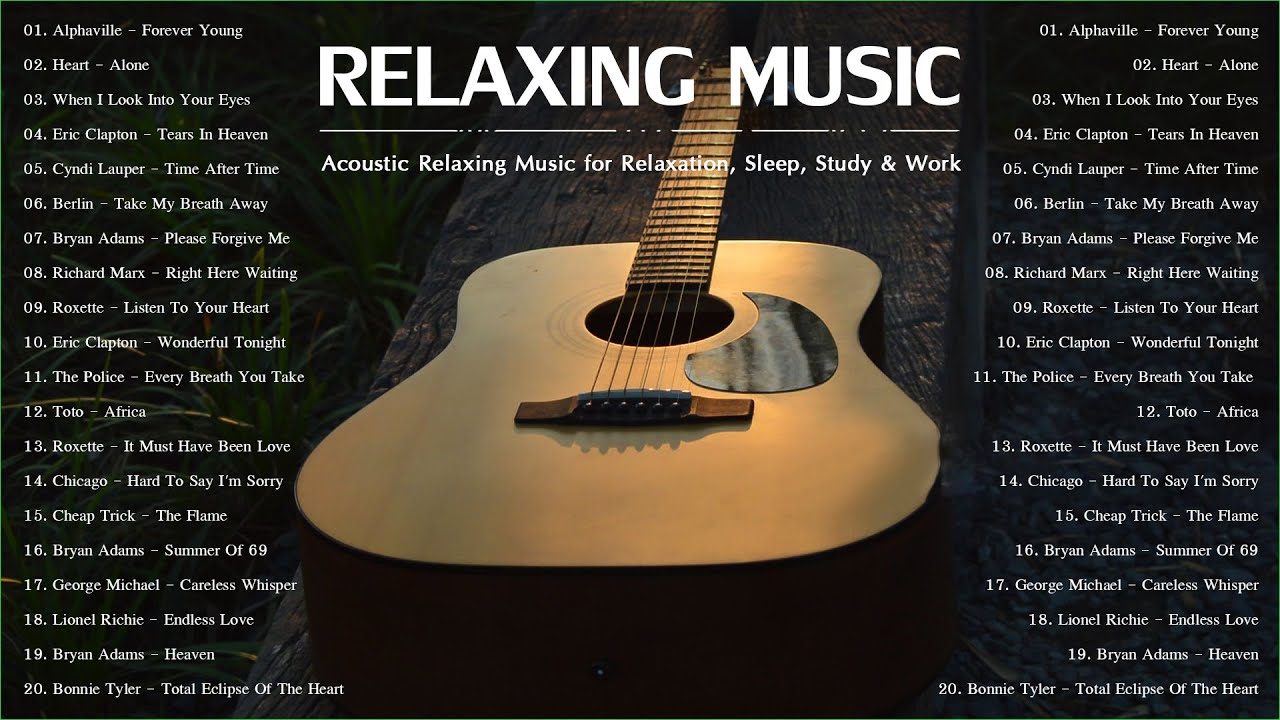 RELAXING MUSIC
Acoustic Relaxing Music for Relaxation, Sleep, Study & Work
01. Alphaville - Forever Young
02. Heart - Alone
03. When I Look Into Your Eyes
04. Eric Clapton - Tears In Heaven
05. Cyndi Lauper - Time After Time
06. Berlin - Take My Breath Away
07. Bryan Adams - Please Forgive Me
08. Richard Marx - Right Here Waiting
09. Roxette - Listen To Your Heart
10. Eric Clapton - Wonderful Tonight
11. The Police - Every Breath You Take
12. Toto - Africa
13. Roxette - It Must Have Been Love
14. Chicago - Hard To Say I'm Sorry
15. Cheap Trick - The Flame
16. Bryan Adams - Summer Of 69
17. George Michael - Careless Whisper
18. Lionel Richie - Endless Love
19. Bryan Adams - Heaven
20. Bonnie Tyler - Total Eclipse Of The Heart
01. Alphaville - Forever Young
02. Heart - Alone
03. When I Look Into Your Eyes
04. Eric Clapton - Tears In Heaven
05. Cyndi Lauper - Time After Time
06. Berlin - Take My Breath Away
07. Bryan Adams - Please Forgive Me
08. Richard Marx - Right Here Waiting
09. Roxette - Listen To Your Heart
10. Eric Clapton - Wonderful Tonight
11. The Police - Every Breath You Take
12. Toto - Africa
13. Roxette - It Must Have Been Love
14. Chicago - Hard To Say I'm Sorry
15. Cheap Trick - The Flame
16. Bryan Adams - Summer Of 69
17. George Michael - Careless Whisper
18. Lionel Richie - Endless Love
19. Bryan Adams - Heaven
20. Bonnie Tyler - Total Eclipse Of The Heart